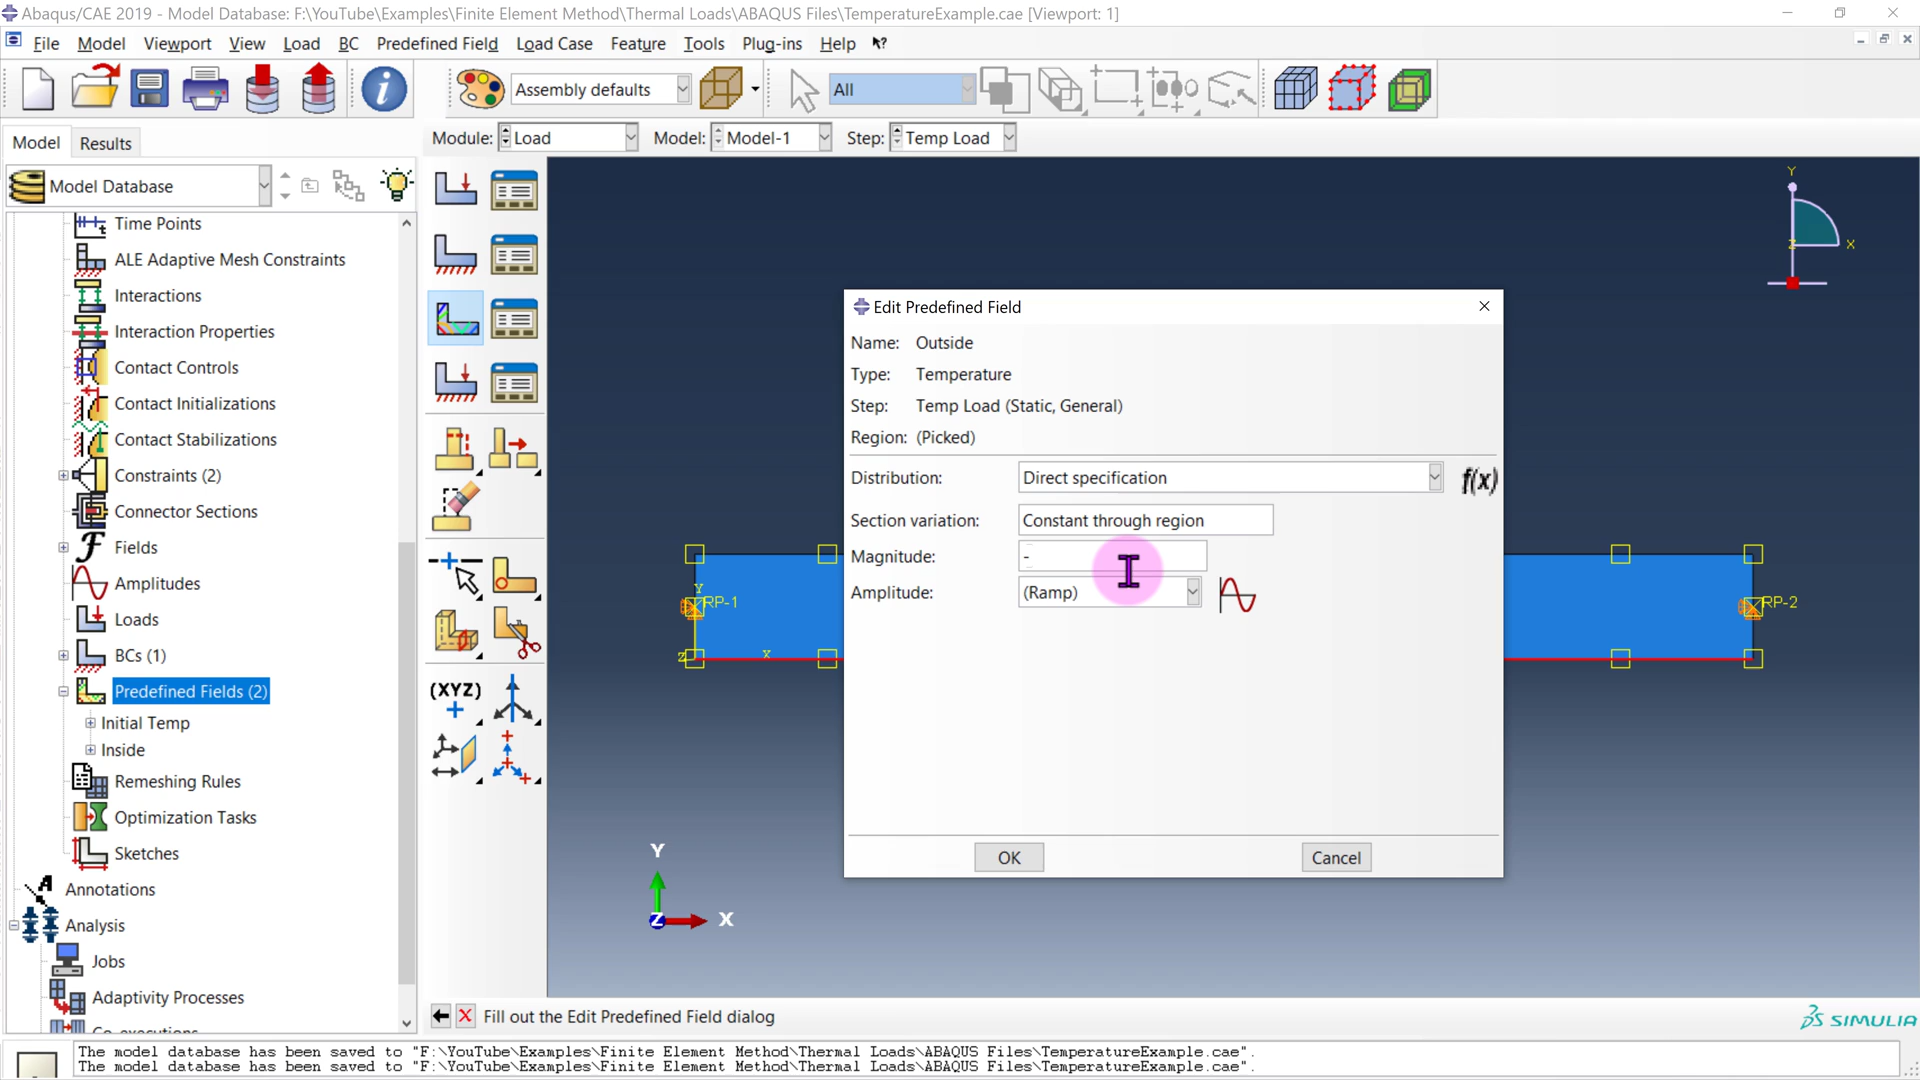 Abaqus/CAE 2019 - Model Database: F:\YouTube\Examples\Finite Element Method\Thermal Loads\ABAQUS Files\TemperatureExample.cae [Viewport: 1]
File Model Viewport View Load BC Predefined Field Load Case Feature Tools Plug-ins Help
Assembly defaults
All
Model Results
Module: Load Model: Model-1 Step: Temp Load
Model Database
Time Points
ALE Adaptive Mesh Constraints
Interactions
Interaction Properties
Contact Controls
Contact Initializations
Contact Stabilizations
Constraints (2)
Connector Sections
Fields
Amplitudes
Loads
BCs (1)
Predefined Fields (2)
Initial Temp
Inside
Remeshing Rules
Optimization Tasks
Sketches
Annotations
Analysis
Jobs
Adaptivity Processes
Co-executions
(XYZ)
Y
Z
X
Edit Predefined Field
Name: Outside
Type: Temperature
Step: Temp Load (Static, General)
Region: (Picked)
Distribution: Direct specification f(x)
Section variation: Constant through region
Magnitude: -
Amplitude: (Ramp)
OK Cancel
Y
RP-1
Z X
RP-2
Y
Z X
Fill out the Edit Predefined Field dialog
SIMULIA
The model database has been saved to "F:\YouTube\Examples\Finite Element Method\Thermal Loads\ABAQUS Files\TemperatureExample.cae".
The model database has been saved to "F:\YouTube\Examples\Finite Element Method\Thermal Loads\ABAQUS Files\TemperatureExample.cae".